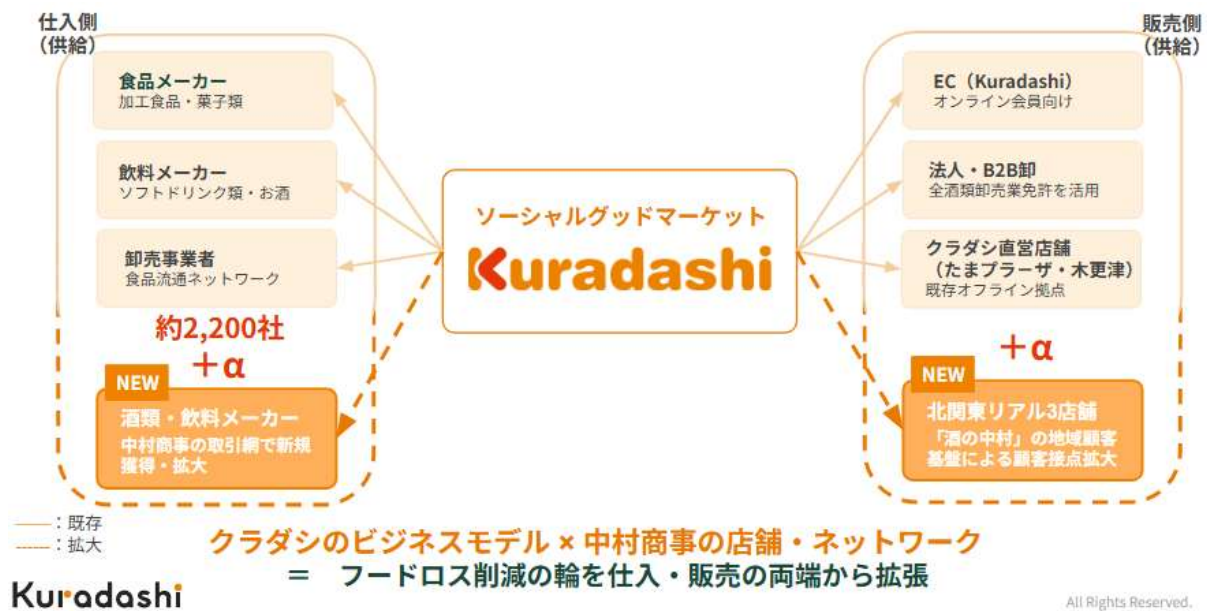 仕入側
（供給）
食品メーカー
加工食品・菓子類
飲料メーカー
ソフトドリンク類・お酒
卸売事業者
食品流通ネットワーク
約2,200社
＋α
NEW
酒類・飲料メーカー
中村商事の取引網で新規
獲得・拡大
ソーシャルグッドマーケット
Kuradashi
販売側
（供給）
EC（Kuradashi）
オンライン会員向け
法人・B2B卸
全酒類卸売業免許を活用
クラダシ直営店舗
（たまプラーザ・木更津）
既存オフライン拠点
＋α
NEW
北関東リアル3店舗
「酒の中村」の地域顧客
基盤による顧客接点拡大
：既存
：拡大
クラダシのビジネスモデル × 中村商事の店舗・ネットワーク
＝ フードロス削減の輪を仕入・販売の両端から拡張
Kuradashi
All Rights Reserved.